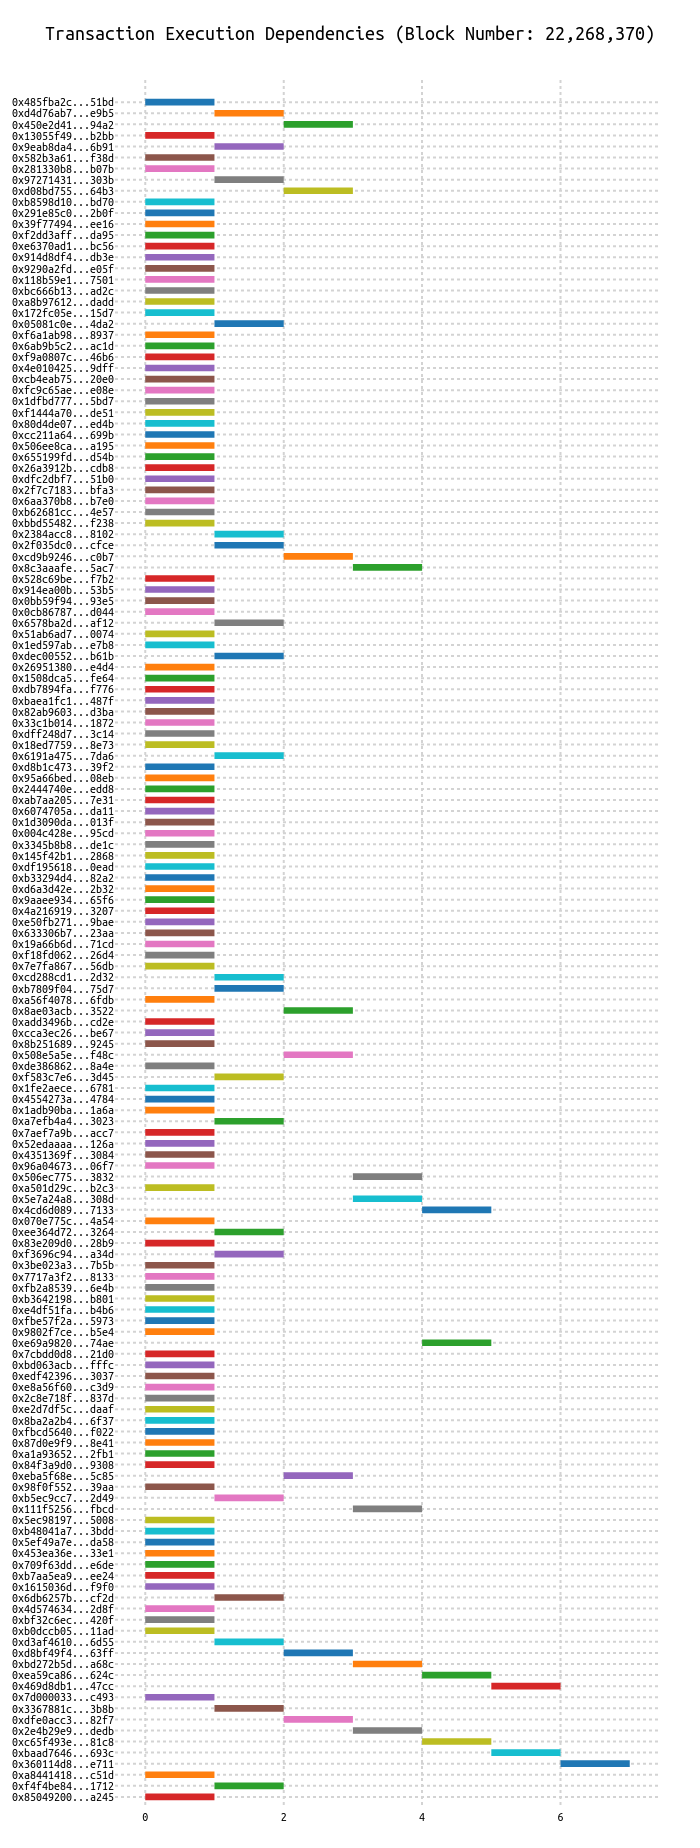 Transaction Execution Dependencies (Block Number: 22,268,370)
0x485fba2c...51bd
0xd4d76ab7...e9b5
0x450e2d41...94a2
0x13055f49...b2bb
0x9eab8da4...6b91
0x582b3a61...f38d
0x281330b8...b07b
0x97271431...303b
0xd08bd755...64b3
0xb8598d10...bd70
0x291e85c0...2b0f
0x39f77494...ee16
0xf2dd3aff...da95
0xe6370ad1...bc56
0x914d8df4...db3e
0x9290a2fd...e05f
0x118b59e1...7501
0xbc666b13...ad2c
0xa8b97612...dadd
0x172fc05e...15d7
0x05081c0e...4da2
0xf6a1ab98...8937
0x6ab9b5c2...ac1d
0xf9a0807c...46b6
0x4e010425...9dff
0xcb4eab75...20e0
0xfc9c65ae...e08e
0x1dfbd777...5bd7
0xf1444a70...de51
0x80d4de07...ed4b
0xcc211a64...699b
0x506ee8ca...a195
0x655199fd...d54b
0x26a3912b...cdb8
0xdfc2dbf7...51b0
0x2f7c7183...bfa3
0x6aa370b8...b7e0
0xb62681cc...4e57
0xbbd55482...f238
0x2384acc8...8102
0x2f035dc0...cfce
0xcd9b9246...c0b7
0x8c3aaafe...5ac7
0x528c69be...f7b2
0x914ea00b...53b5
0x0bb59f94...93e5
0x0cb86787...d044
0x6578ba2d...af12
0x51ab6ad7...0074
0x1ed597ab...e7b8
0xdec00552...b61b
0x26951380...e4d4
0x1508dca5...fe64
0xdb7894fa...f776
0xbaea1fc1...487f
0x82ab9603...d3ba
0x33c1b014...1872
0xdff248d7...3c14
0x18ed7759...8e73
0x6191a475...7da6
0xd8b1c473...39f2
0x95a66bed...08eb
0x2444740e...edd8
0xab7aa205...7e31
0x6074705a...da11
0x1d3090da...013f
0x004c428e...95cd
0x3345b8b8...de1c
0x145f42b1...2868
0xdf195618...0ead
0xb33294d4...82a2
0xd6a3d42e...2b32
0x9aaee934...65f6
0x4a216919...3207
0xe50fb271...9bae
0x633306b7...23aa
0x19a66b6d...71cd
0xf18fd062...26d4
0x7e7fa867...56db
0xcd288cd1...2d32
0xb7809f04...75d7
0xa56f4078...6fdb
0x8ae03acb...3522
0xadd3496b...cd2e
0xcca3ec26...be67
0x8b251689...9245
0x508e5a5e...f48c
0xde386862...8a4e
0xf583c7e6...3d45
0x1fe2aece...6781
0x4554273a...4784
0x1adb90ba...1a6a
0xa7efb4a4...3023
0x7aef7a9b...acc7
0x52edaaaa...126a
0x4351369f...3084
0x96a04673...06f7
0x506ec775...3832
0xa501d29c...b2c3
0x5e7a24a8...308d
0x4cd6d089...7133
0x070e775c...4a54
0xee364d72...3264
0x83e209d0...28b9
0xf3696c94...a34d
0x3be023a3...7b5b
0x7717a3f2...8133
0xfb2a8539...6e4b
0xb3642198...b801
0xe4df51fa...b4b6
0xfbe57f2a...5973
0x9802f7ce...b5e4
0xe69a9820...74ae
0x7cbdd0d8...21d0
0xbd063acb...fffc
0xedf42396...3037
0xe8a56f60...c3d9
0x2c8e718f...837d
0xe2d7df5c...daaf
0x8ba2a2b4...6f37
0xfbcd5640...f022
0x87d0e9f9...8e41
0xa1a93652...2fb1
0x84f3a9d0...9308
0xeba5f68e...5c85
0x98f0f552...39aa
0xb5ec9cc7...2d49
0x111f5256...fbcd
0x5ec98197...5008
0xb48041a7...3bdd
0x5ef49a7e...da58
0x453ea36e...33e1
0x709f63dd...e6de
0xb7aa5ea9...ee24
0x1615036d...f9f0
0x6db6257b...cf2d
0x4d574634...2d8f
0xbf32c6ec...420f
0xb0dccb05...11ad
0xd3af4610...6d55
0xd8bf49f4...63ff
0xbd272b5d...a68c
0xea59ca86...624c
0x469d8db1...47cc
0x7d000033...c493
0x3367881c...3b8b
0xdfe0acc3...82f7
0x2e4b29e9...dedb
0xc65f493e...81c8
0xbaad7646...693c
0x360114d8...e711
0xa8441418...c51d
0xf4f4be84...1712
0x85049200...a245
0 2 4 6